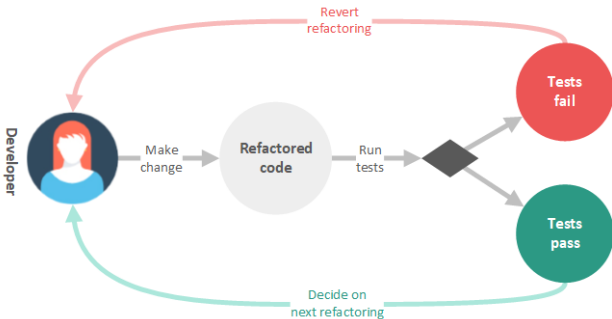 Revert
refactoring
Tests
fail
Developer
Make
change
Refactored
code
Run
tests
Tests
pass
Decide on
next refactoring